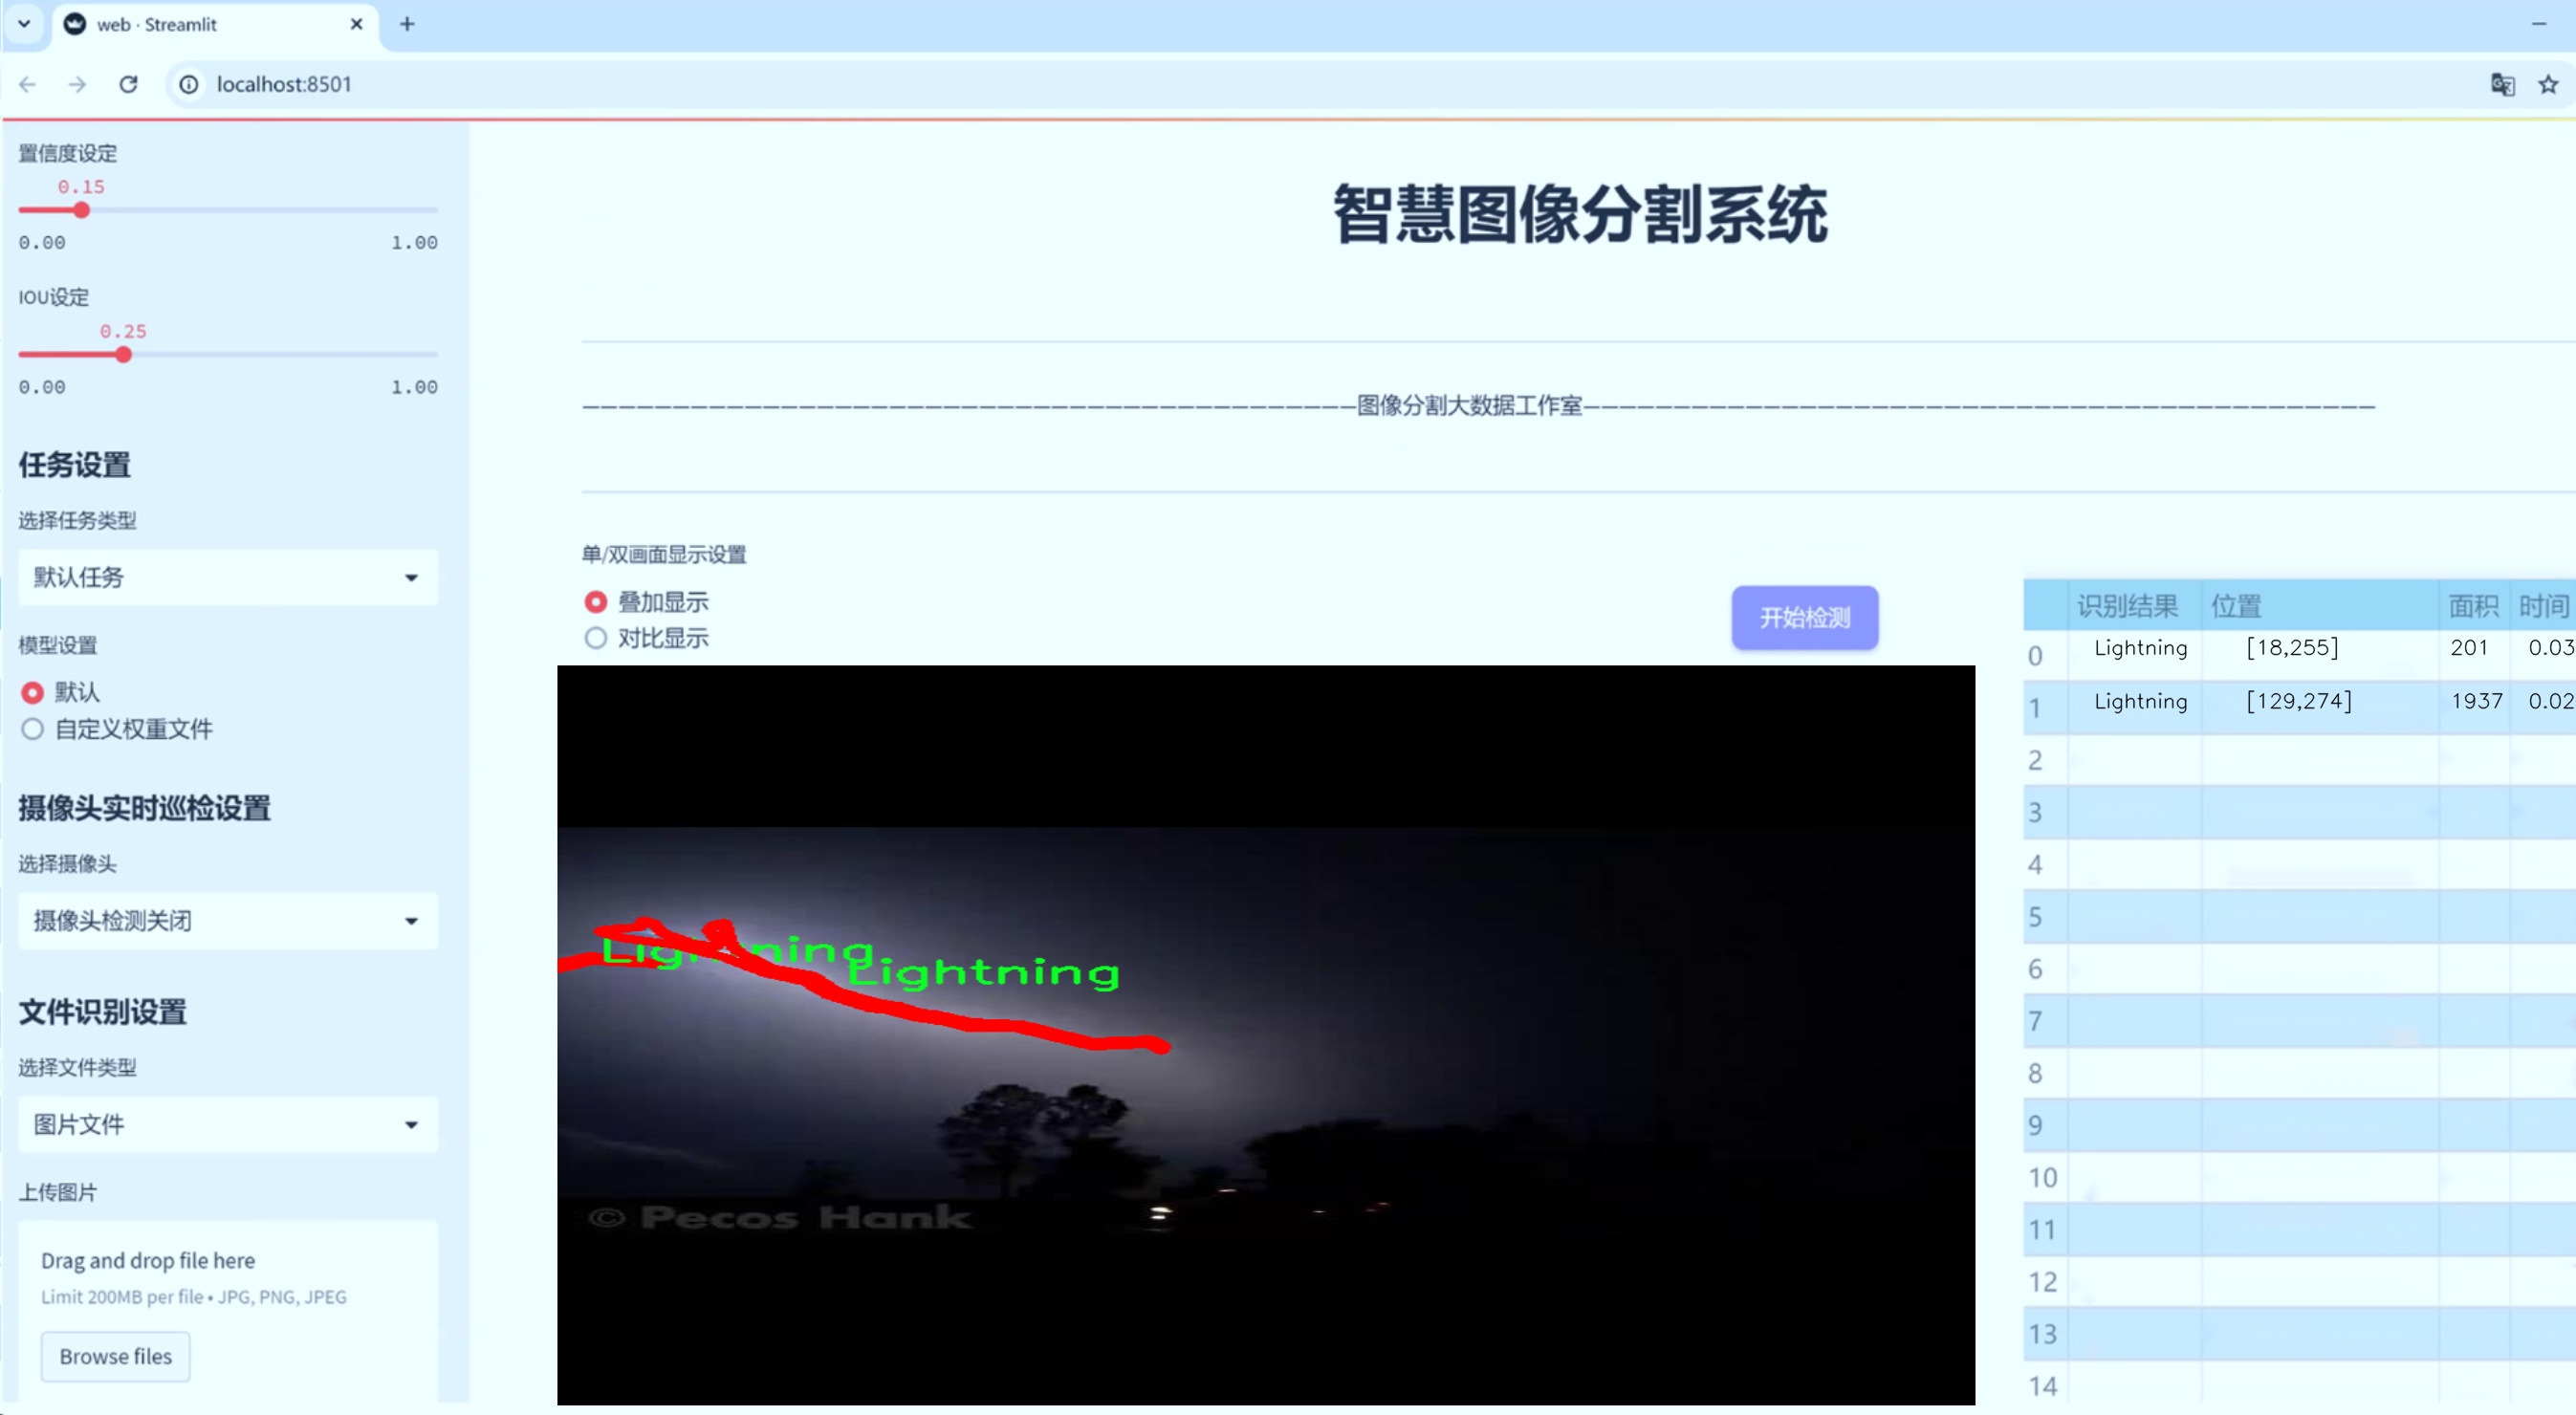 web · Streamlit
localhost:8501
置信度设定
0.15
0.00 1.00
IOU设定
0.25
0.00 1.00
任务设置
选择任务类型
默认任务
模型设置
默认
自定义权重文件
摄像头实时巡检设置
选择摄像头
摄像头检测关闭
文件识别设置
选择文件类型
图片文件
上传图片
Drag and drop file here
Limit 200MB per file • JPG, PNG, JPEG
Browse files
智慧图像分割系统
图像分割大数据工作室
单/双画面显示设置
叠加显示
对比显示
开始检测
Lightning
© Pecos Hank
识别结果 位置 面积 时间
0 Lightning [18,255] 201 0.03
1 Lightning [129,274] 1937 0.02
2
3
4
5
6
7
8
9
10
11
12
13
14